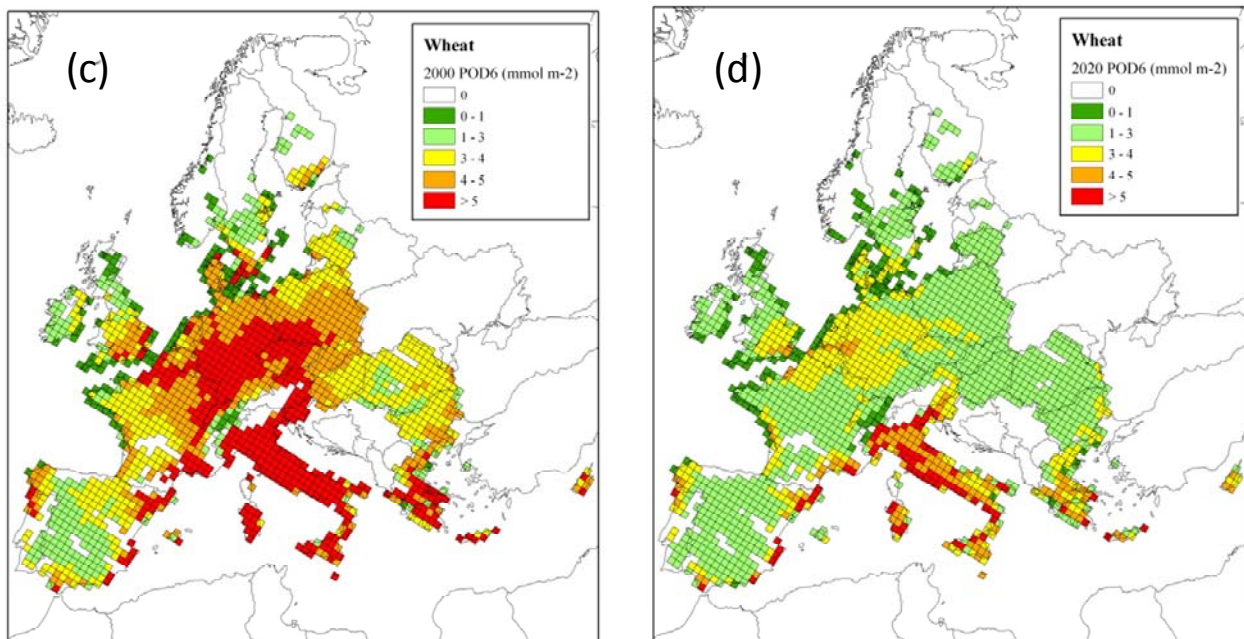 (c)
Wheat
2000 POD6 (mmol m-2)
0
0 - 1
1 - 3
3 - 4
4 - 5
> 5
(d)
Wheat
2020 POD6 (mmol m-2)
0
0 - 1
1 - 3
3 - 4
4 - 5
> 5